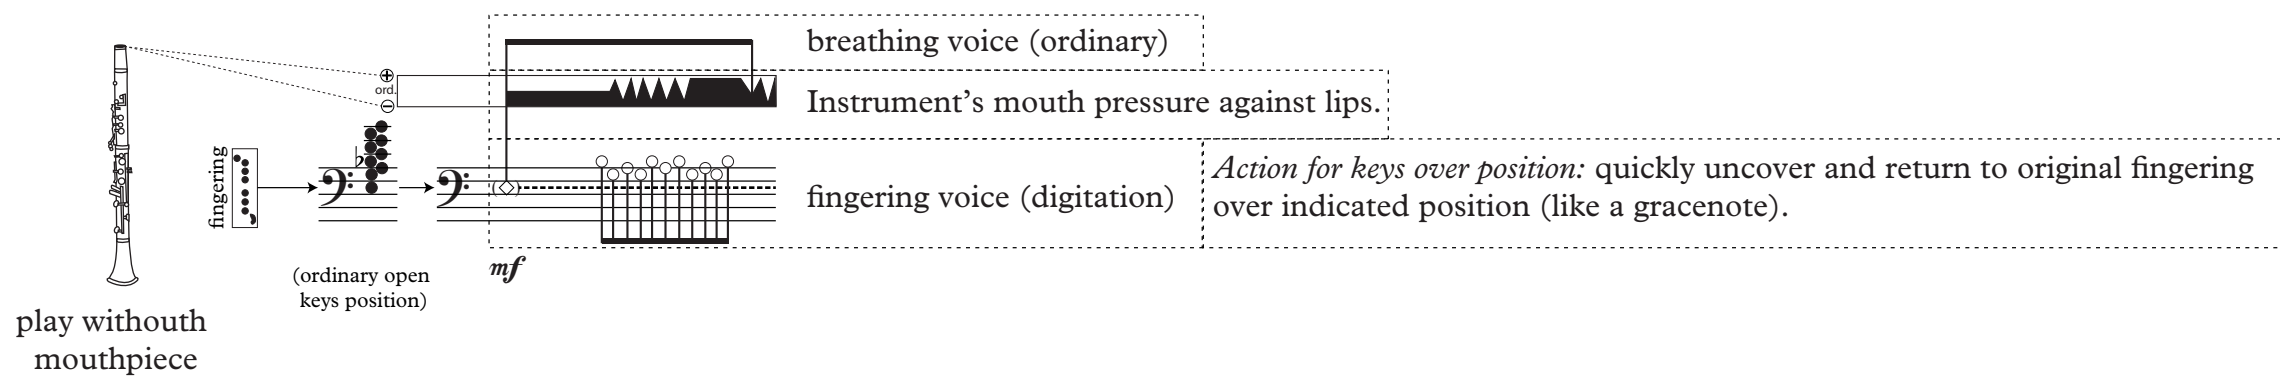 breathing voice (ordinary)
+
ord.
−
Instrument's mouth pressure against lips.
fingering
fingering voice (digitation)
Action for keys over position: quickly uncover and return to original fingering
over indicated position (like a gracenote).
mf
(ordinary open
keys position)
play withouth
mouthpiece